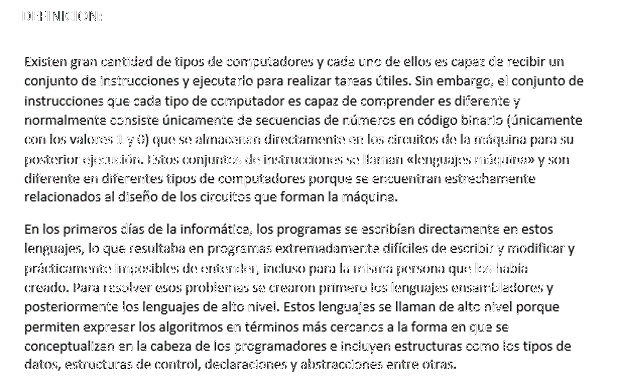 DEFINICION:
Existen gran cantidad de tipos de computadores y cada uno de ellos es capaz de recibir un
conjunto de instrucciones y ejecutarlo para realizar tareas útiles. Sin embargo, el conjunto de
instrucciones que cada tipo de computador es capaz de comprender es diferente y
normalmente consiste únicamente de secuencias de números en código binario (únicamente
con los valores 1 y 0) que se almacenan directamente en los circuitos de la máquina para su
posterior ejecución. Estos conjuntos de instrucciones se llaman «lenguajes máquina» y son
diferente en diferentes tipos de computadores porque se encuentran estrechamente
relacionados al diseño de los circuitos que forman la máquina.
En los primeros días de la informática, los programas se escribían directamente en estos
lenguajes, lo que resultaba en programas extremadamente difíciles de escribir y modificar y
prácticamente imposibles de entender, incluso para la misma persona que los había
creado. Para resolver esos problemas se crearon primero los lenguajes ensambladores y
posteriormente los lenguajes de alto nivel. Estos lenguajes se llaman de alto nivel porque
permiten expresar los algoritmos en términos más cercanos a la forma en que se
conceptualizan en la cabeza de los programadores e incluyen estructuras como los tipos de
datos, estructuras de control, declaraciones y abstracciones entre otras.